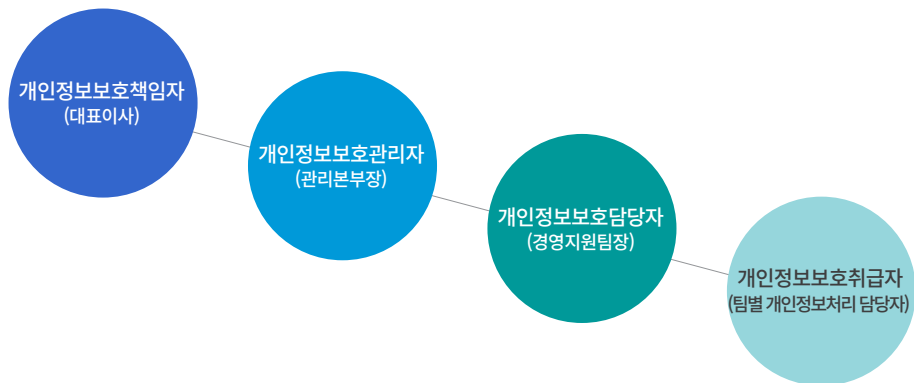 개인정보보호책임자
(대표이사)
개인정보보호관리자
(관리본부장)
개인정보보호담당자
(경영지원팀장)
개인정보보호취급자
(팀별 개인정보처리 담당자)